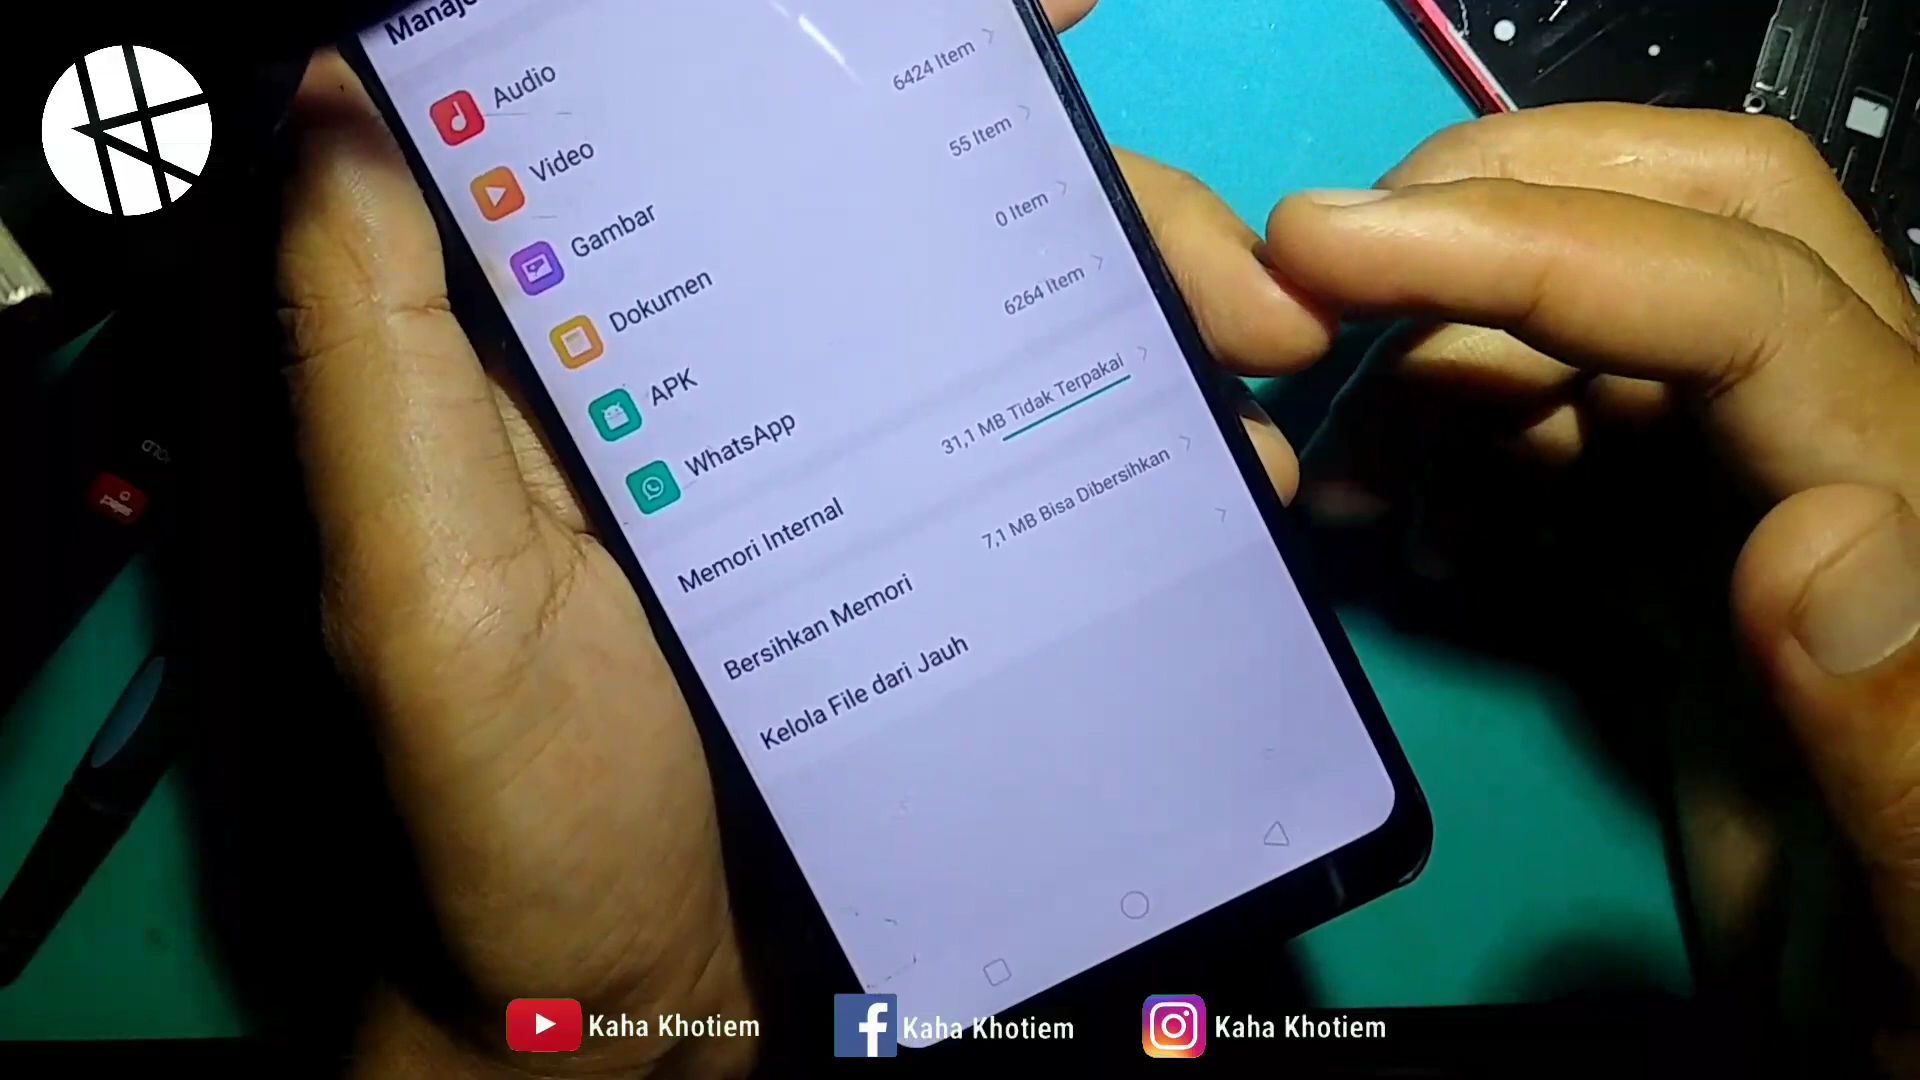 Audio
Video
6424 Item
Gambar
55 Item
Dokumen
0 Item
APK
6264 Item
WhatsApp
Memori Internal
31,1 MB Tidak Terpakai
Bersihkan Memori
7,1 MB Bisa Dibersihkan
Kelola File dari Jauh
Kaha Khotiem
Kaha Khotiem
Kaha Khotiem